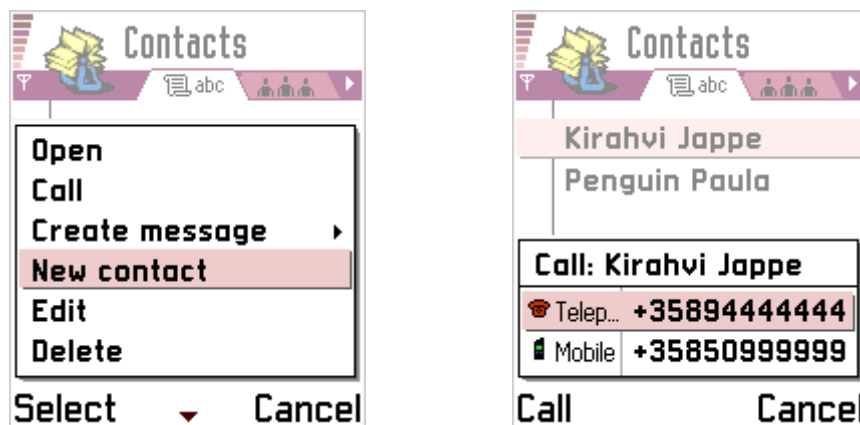 Contacts
abc
Open
Call
Create message
New contact
Edit
Delete
Select Cancel
Contacts
abc
Kirahvi Jappe
Penguin Paula
Call: Kirahvi Jappe
Telep... +35894444444
Mobile +35850999999
Call Cancel